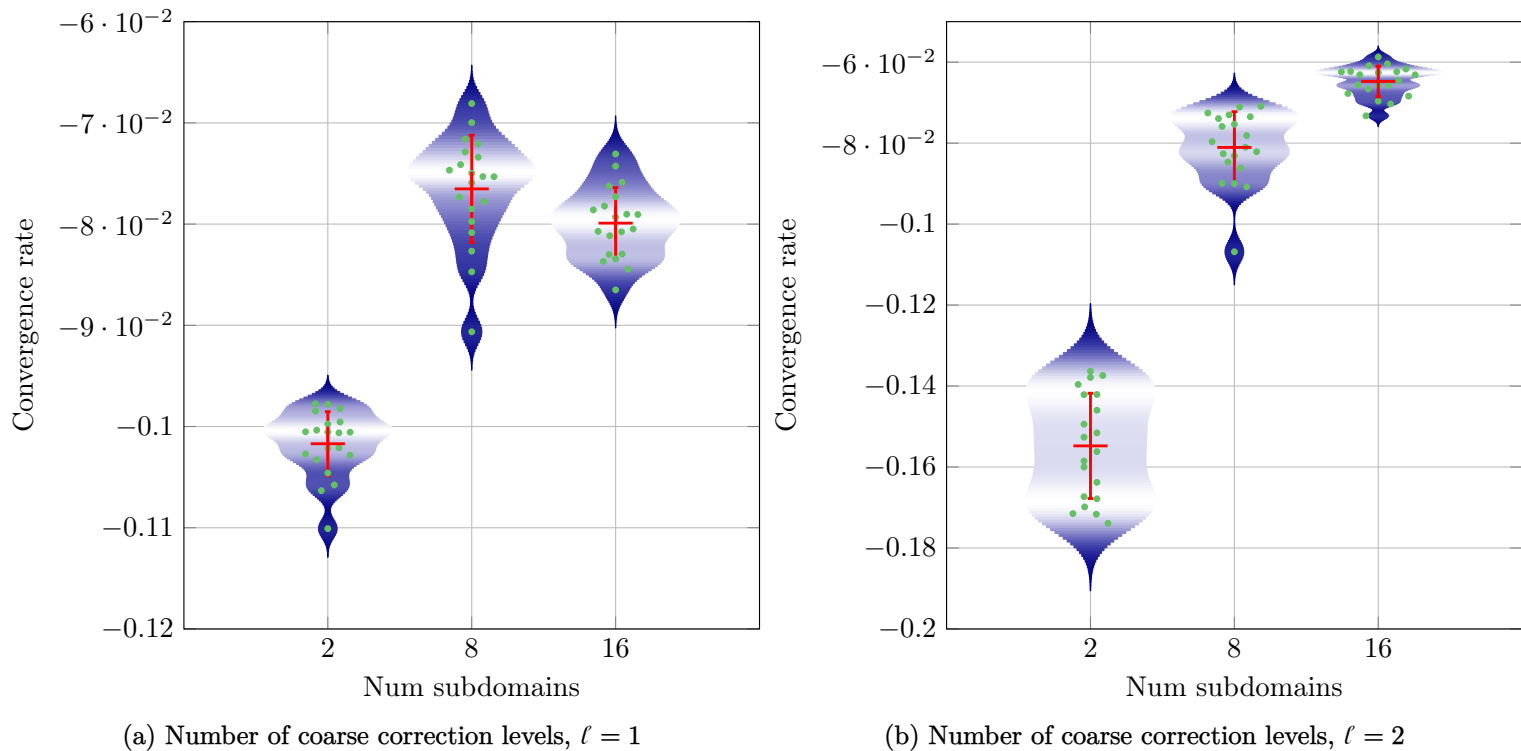 −6 · 10⁻²
−7 · 10⁻²
−8 · 10⁻²
−9 · 10⁻²
−0.1
−0.11
−0.12
Convergence rate
2 8 16
Num subdomains
(a) Number of coarse correction levels, ℓ = 1
−6 · 10⁻²
−8 · 10⁻²
−0.1
−0.12
−0.14
−0.16
−0.18
−0.2
Convergence rate
2 8 16
Num subdomains
(b) Number of coarse correction levels, ℓ = 2